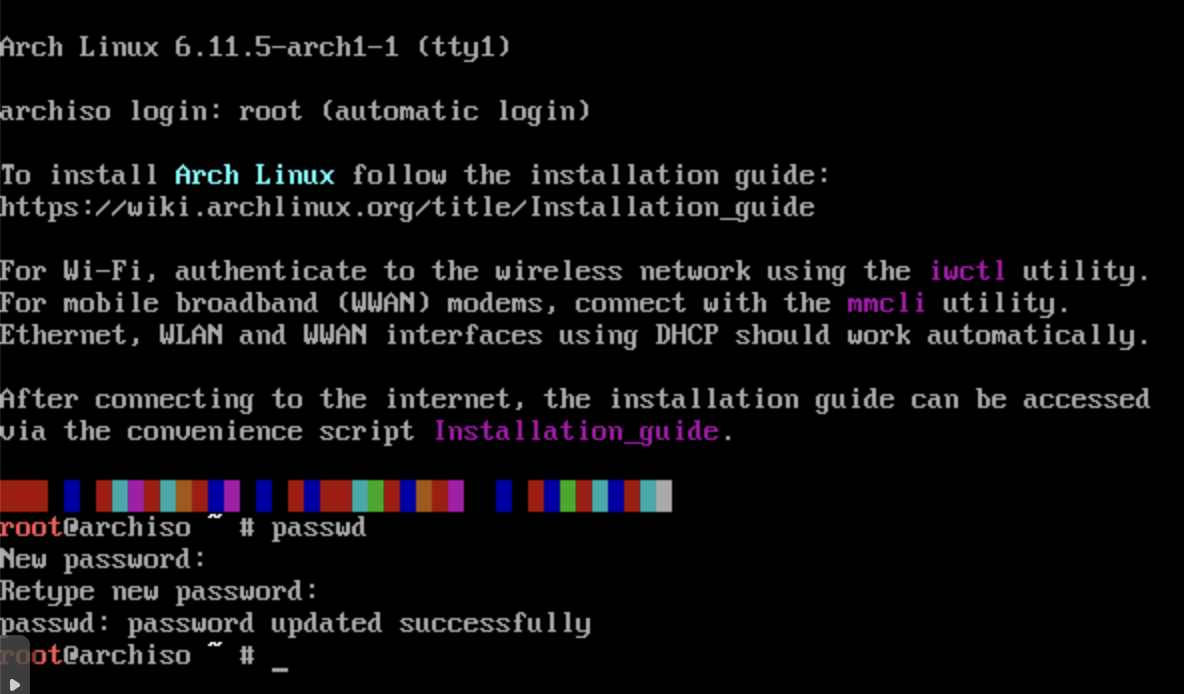 Arch Linux 6.11.5-arch1-1 (tty1)
archiso login: root (automatic login)
To install Arch Linux follow the installation guide:
https://wiki.archlinux.org/title/Installation_guide
For Wi-Fi, authenticate to the wireless network using the iwctl utility.
For mobile broadband (WWAN) modems, connect with the mmcli utility.
Ethernet, WLAN and WWAN interfaces using DHCP should work automatically.
After connecting to the internet, the installation guide can be accessed
via the convenience script Installation_guide.
root@archiso ~ # passwd
New password:
Retype new password:
passwd: password updated successfully
root@archiso ~ # _